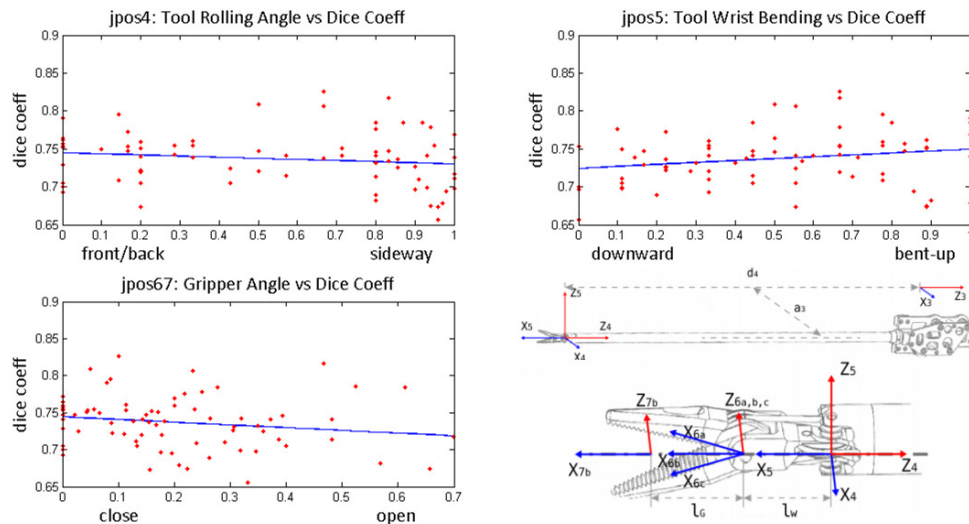 jpos4: Tool Rolling Angle vs Dice Coeff
0.9
0.85
0.8
0.75
0.7
0.65
dice coeff
0 0.1 0.2 0.3 0.4 0.5 0.6 0.7 0.8 0.9 1
front/back sideway
jpos5: Tool Wrist Bending vs Dice Coeff
0.9
0.85
0.8
0.75
0.7
0.65
dice coeff
0 0.1 0.2 0.3 0.4 0.5 0.6 0.7 0.8 0.9 1
downward bent-up
jpos67: Gripper Angle vs Dice Coeff
0.9
0.85
0.8
0.75
0.7
0.65
dice coeff
0 0.1 0.2 0.3 0.4 0.5 0.6 0.7
close open
d4
Z5 X3 Z3
a3
X5 Z4
X4
Z5
Z7b Z6a,b,c
X6a
X7b X6b X5 Z4
X6c
X4
lG lW